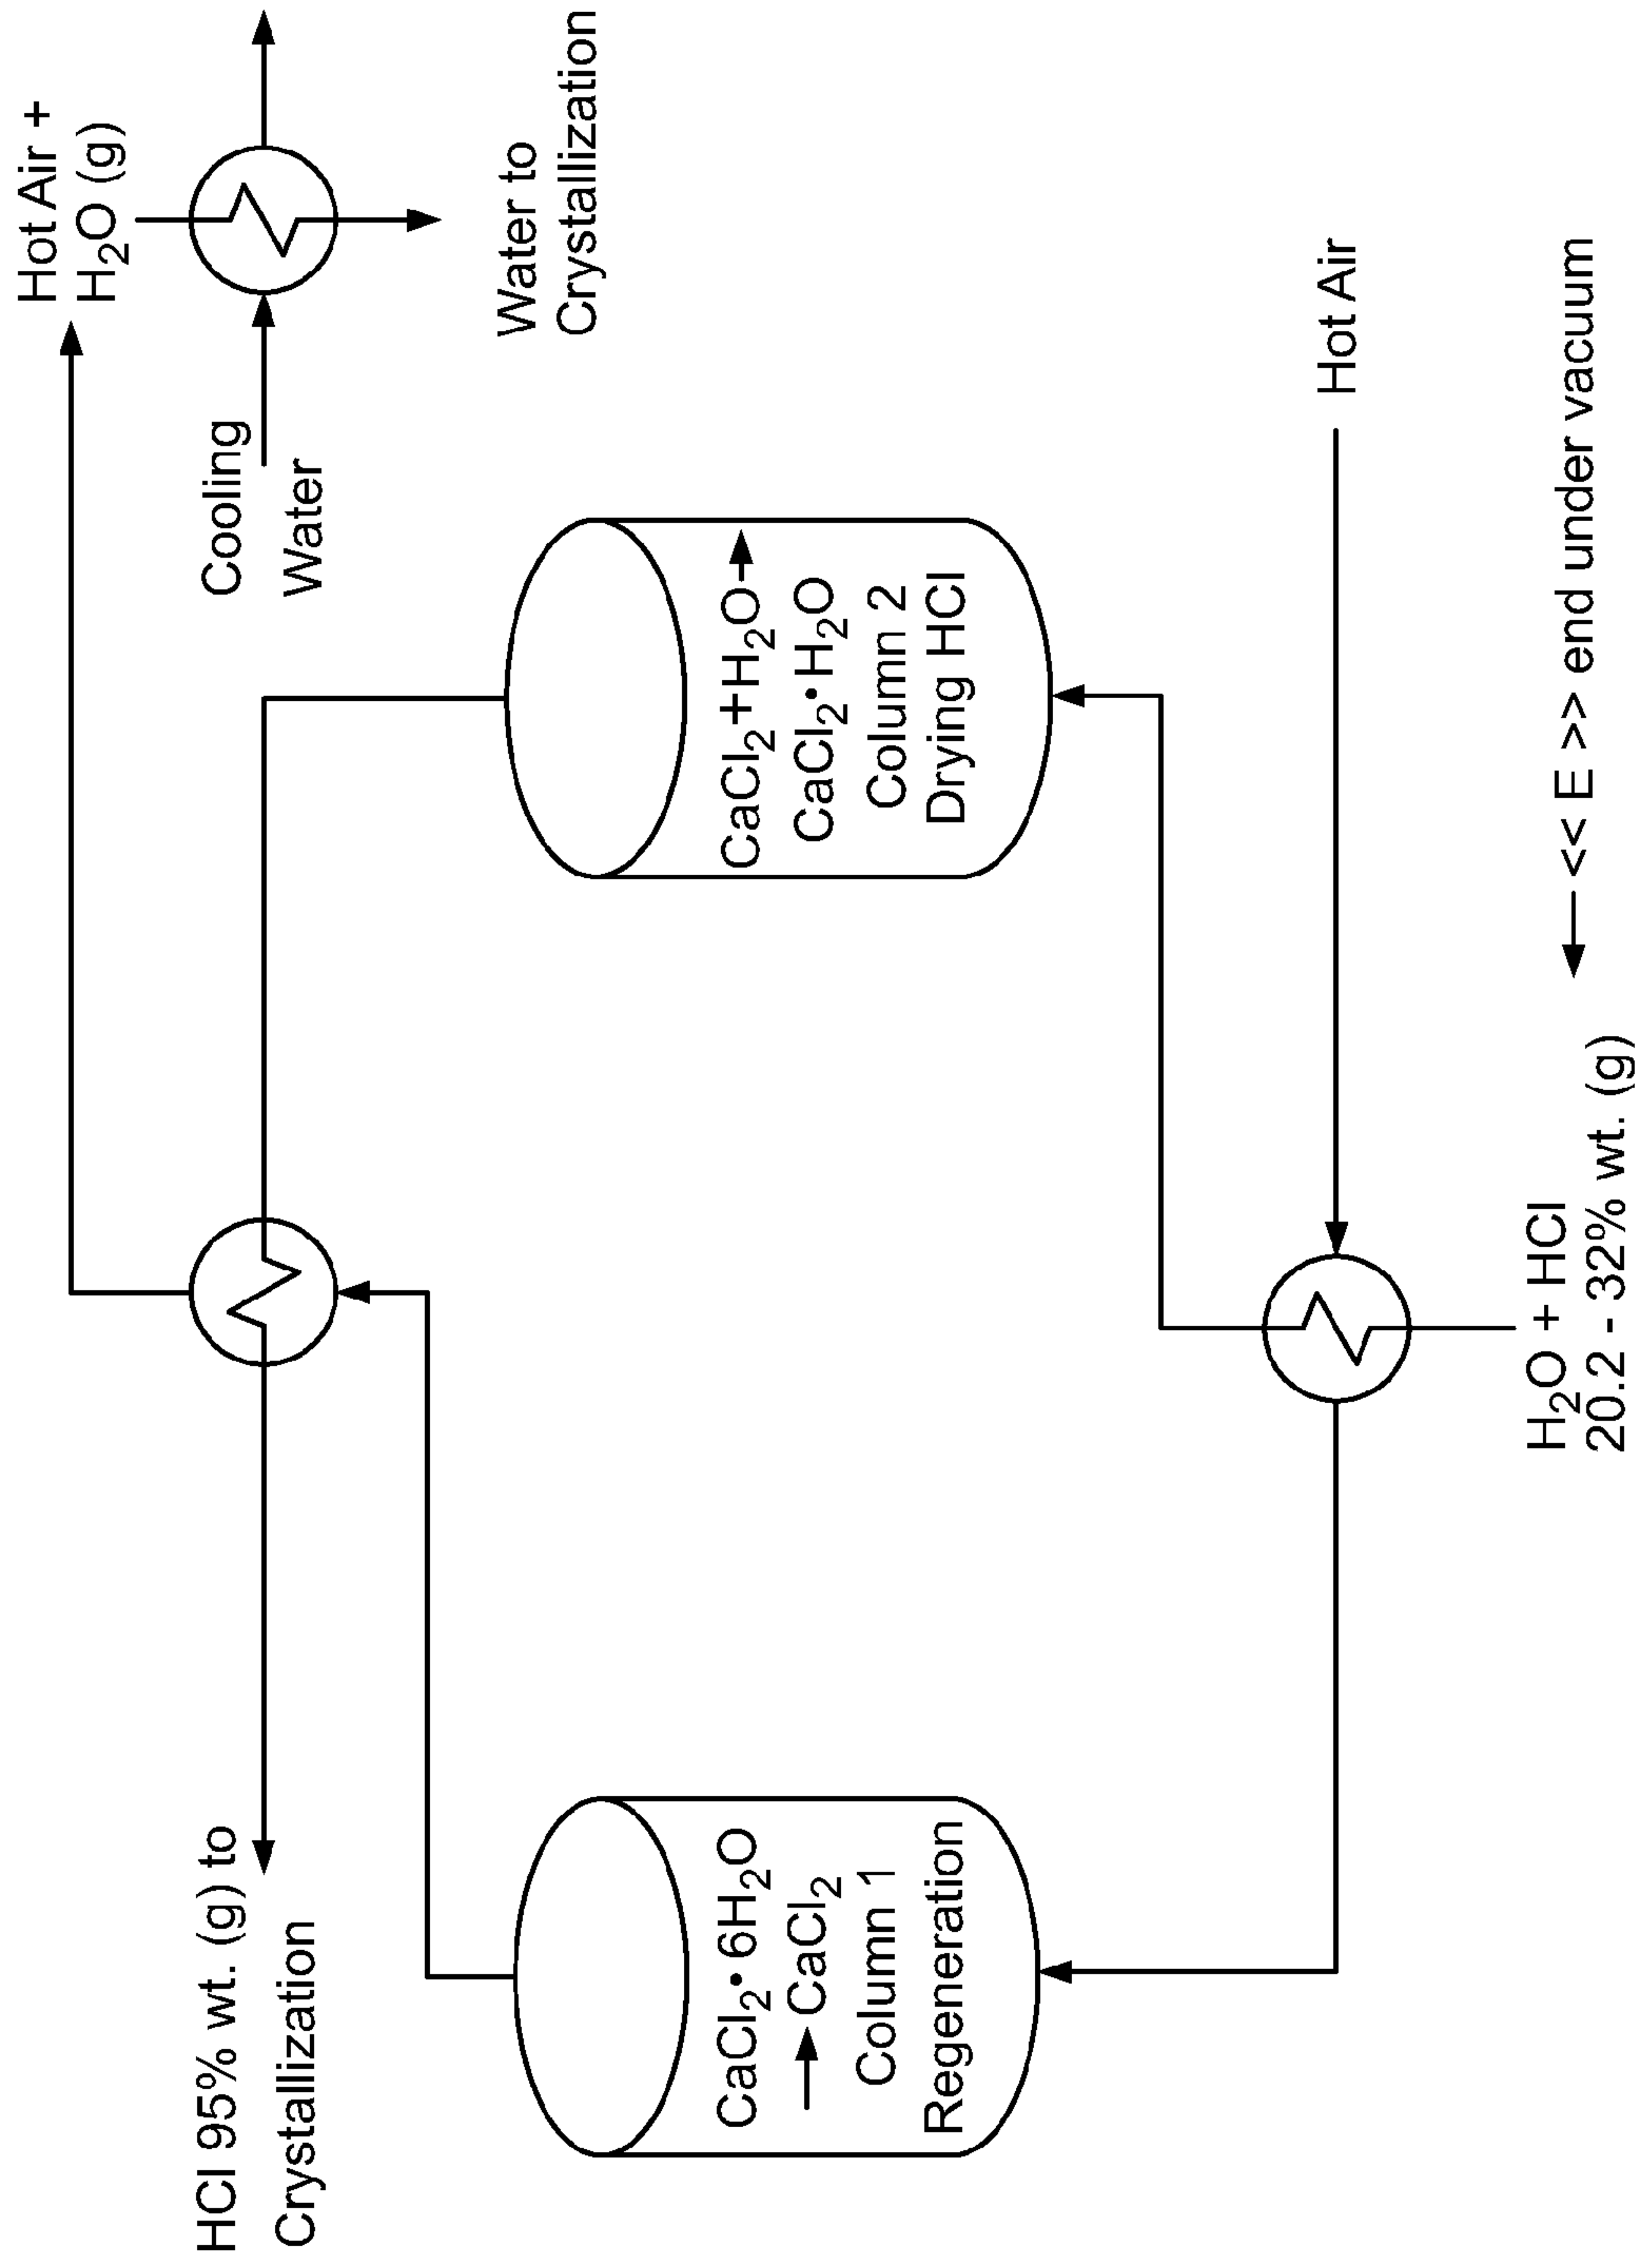 HCl 95% wt. (g) to
Crystallization
Hot Air +
H₂O (g)
Cooling
Water
Water to
Crystallization
CaCl₂•6H₂O
→ CaCl₂
Column 1
Regeneration
CaCl₂+H₂O→
CaCl₂•H₂O
Column 2
Drying HCl
Hot Air
H₂O + HCl
20.2 - 32% wt. (g)
← << E >> end under vacuum